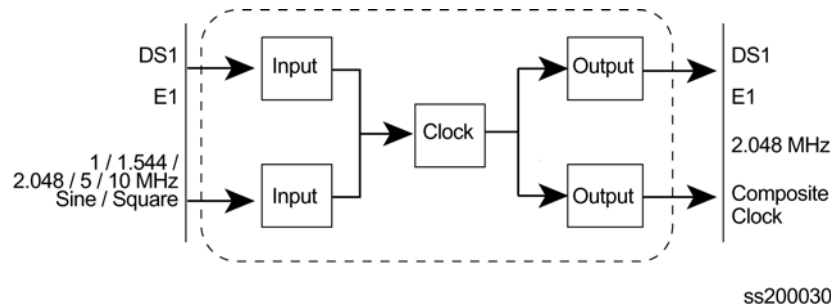 DS1
E1
1 / 1.544 /
2.048 / 5 / 10 MHz
Sine / Square
Input
Input
Clock
Output
Output
DS1
E1
2.048 MHz
Composite
Clock
ss200030